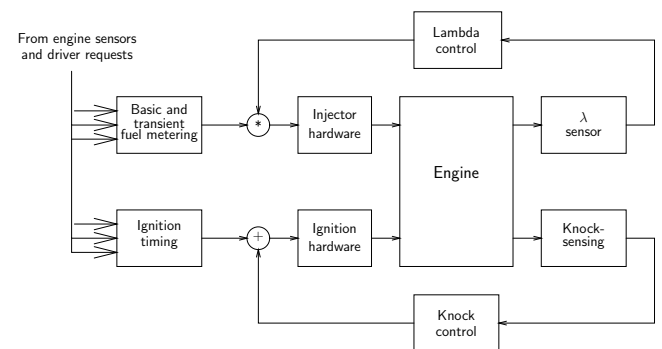 From engine sensors
and driver requests
Lambda
control
Basic and
transient
fuel metering
*
Injector
hardware
Engine
λ
sensor
Ignition
timing
+
Ignition
hardware
Knock-
sensing
Knock
control